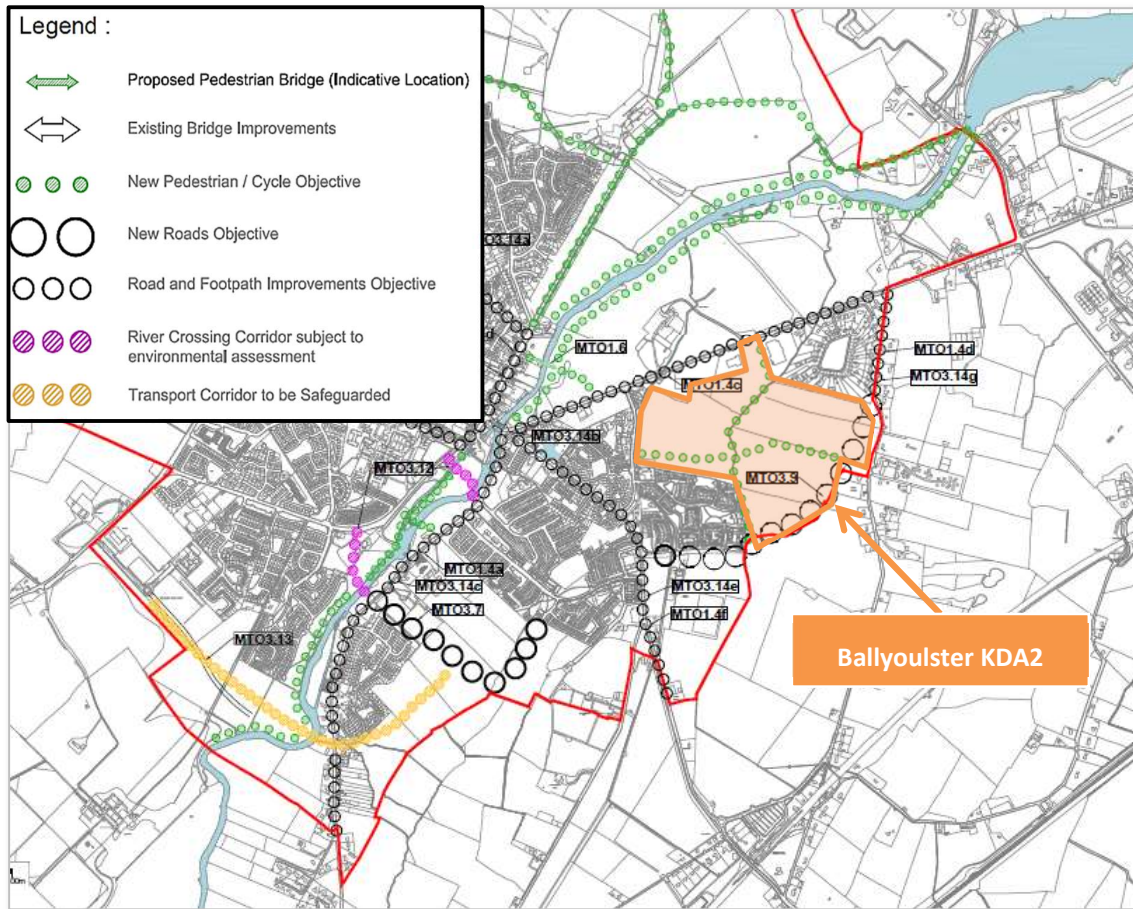 Legend :
Proposed Pedestrian Bridge (Indicative Location)
Existing Bridge Improvements
New Pedestrian / Cycle Objective
New Roads Objective
Road and Footpath Improvements Objective
River Crossing Corridor subject to
environmental assessment
Transport Corridor to be Safeguarded
MTO1.6
MTO1.4d
MTO3.14g
MTO1.4c
MTO3.14b
MTO3.12
MTO3.9
MTO1.4a
MTO3.14c
MTO3.7
MTO3.14e
MTO1.4f
MTO3.13
Ballyoulster KDA2